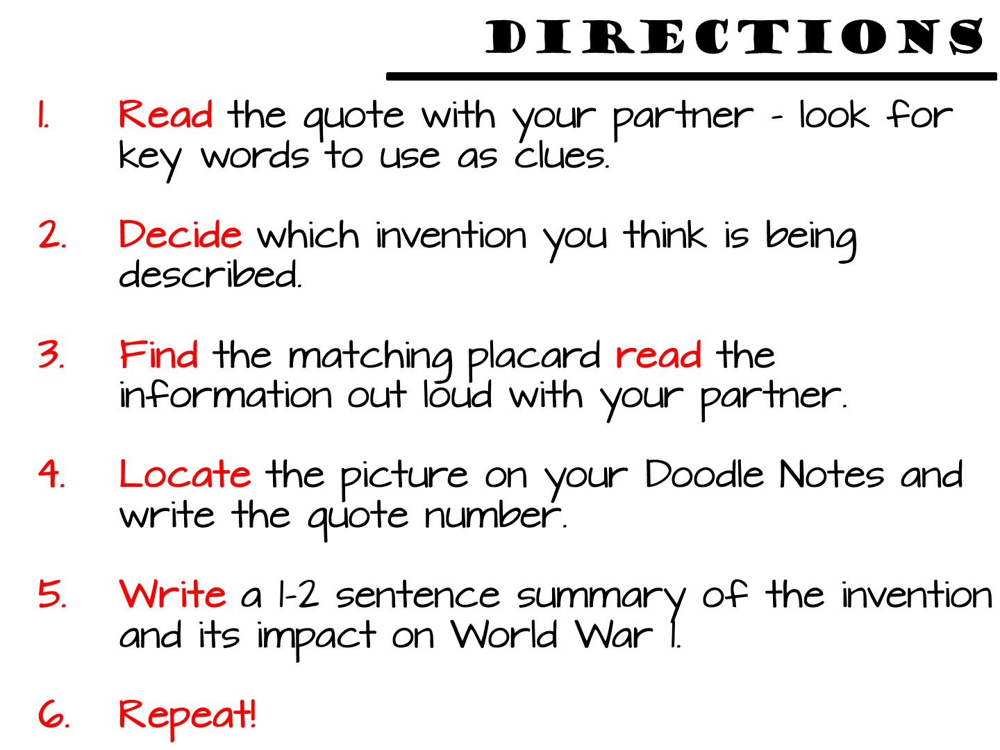 DIRECTIONS
1. Read the quote with your partner - look for
key words to use as clues.
2. Decide which invention you think is being
described.
3. Find the matching placard read the
information out loud with your partner.
4. Locate the picture on your Doodle Notes and
write the quote number.
5. Write a 1-2 sentence summary of the invention
and its impact on World War 1.
6. Repeat!